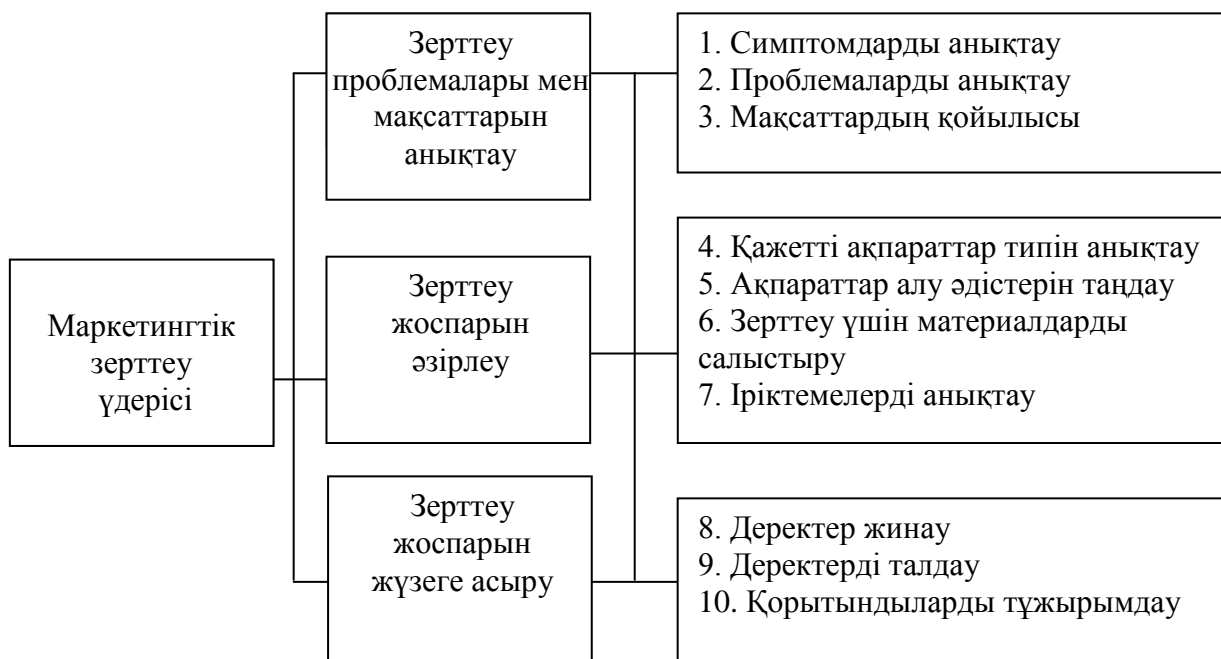 Маркетингтік
зерттеу
үдерісі
Зерттеу
проблемалары мен
мақсаттарын
анықтау
1. Симптомдарды анықтау
2. Проблемаларды анықтау
3. Мақсаттардың қойылысы
Зерттеу
жоспарын
әзірлеу
4. Қажетті ақпараттар типін анықтау
5. Ақпараттар алу әдістерін таңдау
6. Зерттеу үшін материалдарды
салыстыру
7. Іріктемелерді анықтау
Зерттеу
жоспарын
жүзеге асыру
8. Деректер жинау
9. Деректерді талдау
10. Қорытындыларды тұжырымдау